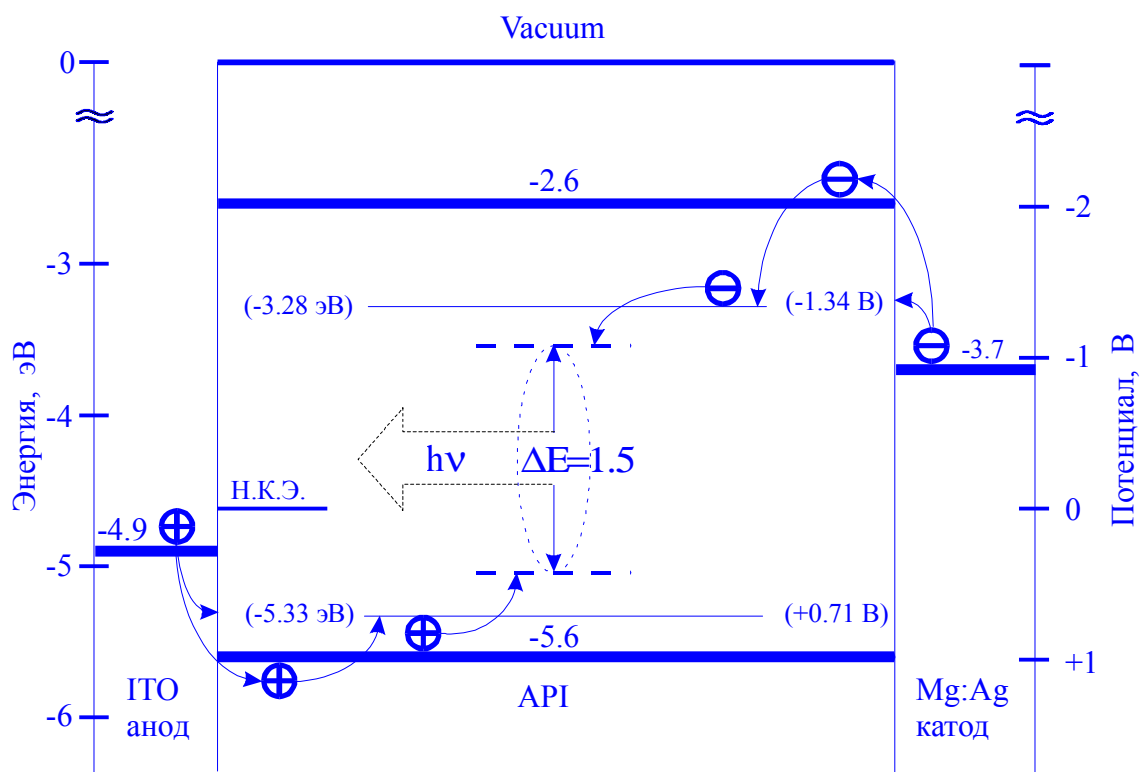 Vacuum
0
-2.6
-2
-3
(-3.28 эВ)
(-1.34 В)
-3.7
-1
Энергия, эВ
Потенциал, В
-4
hν
ΔE=1.5
Н.К.Э.
0
-4.9
-5
(-5.33 эВ)
(+0.71 В)
-5.6
+1
ITO
анод
API
Mg:Ag
катод
-6